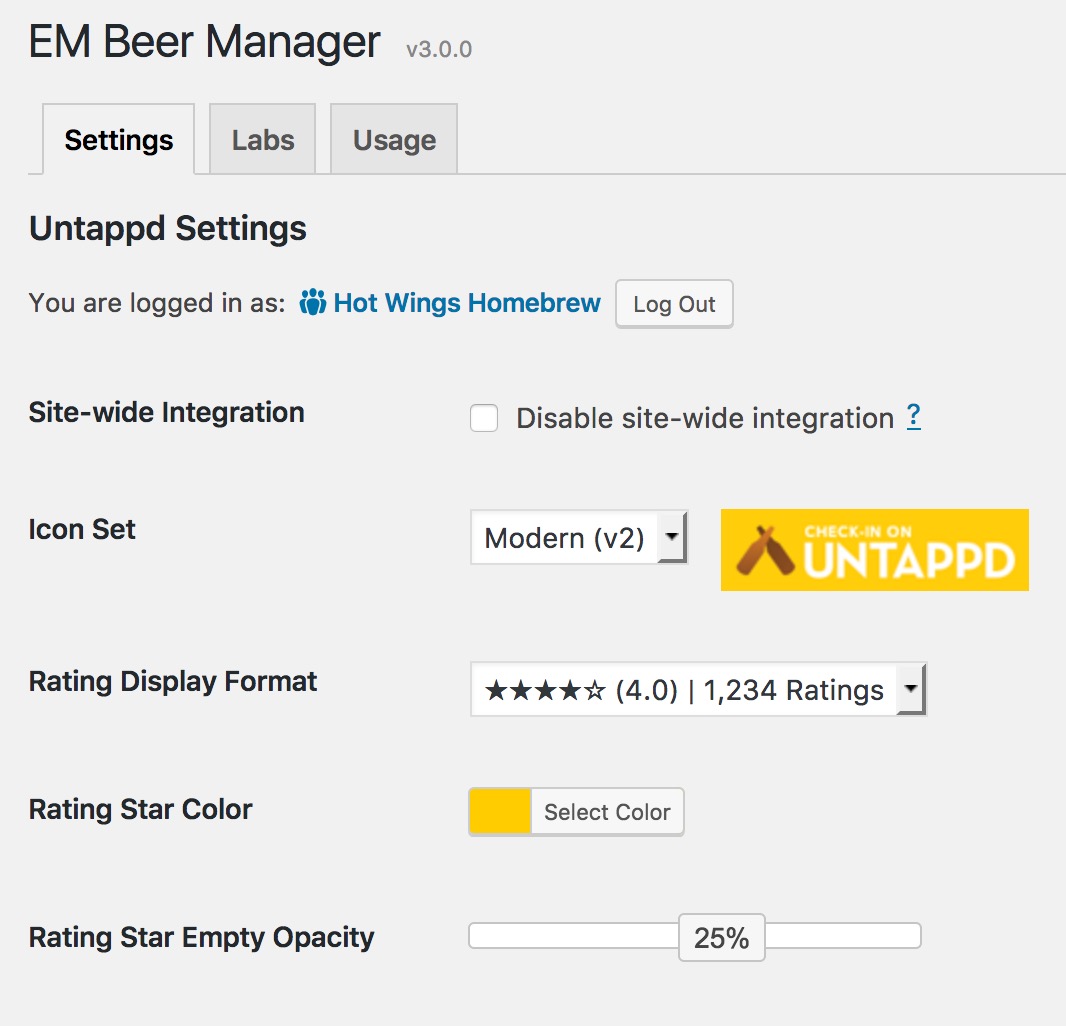 EM Beer Manager v3.0.0
Settings Labs Usage
Untappd Settings
You are logged in as: Hot Wings Homebrew Log Out
Site-wide Integration Disable site-wide integration ?
Icon Set Modern (v2) CHECK-IN ON
UNTAPPD
Rating Display Format ★★★★☆ (4.0) | 1,234 Ratings
Rating Star Color Select Color
Rating Star Empty Opacity 25%